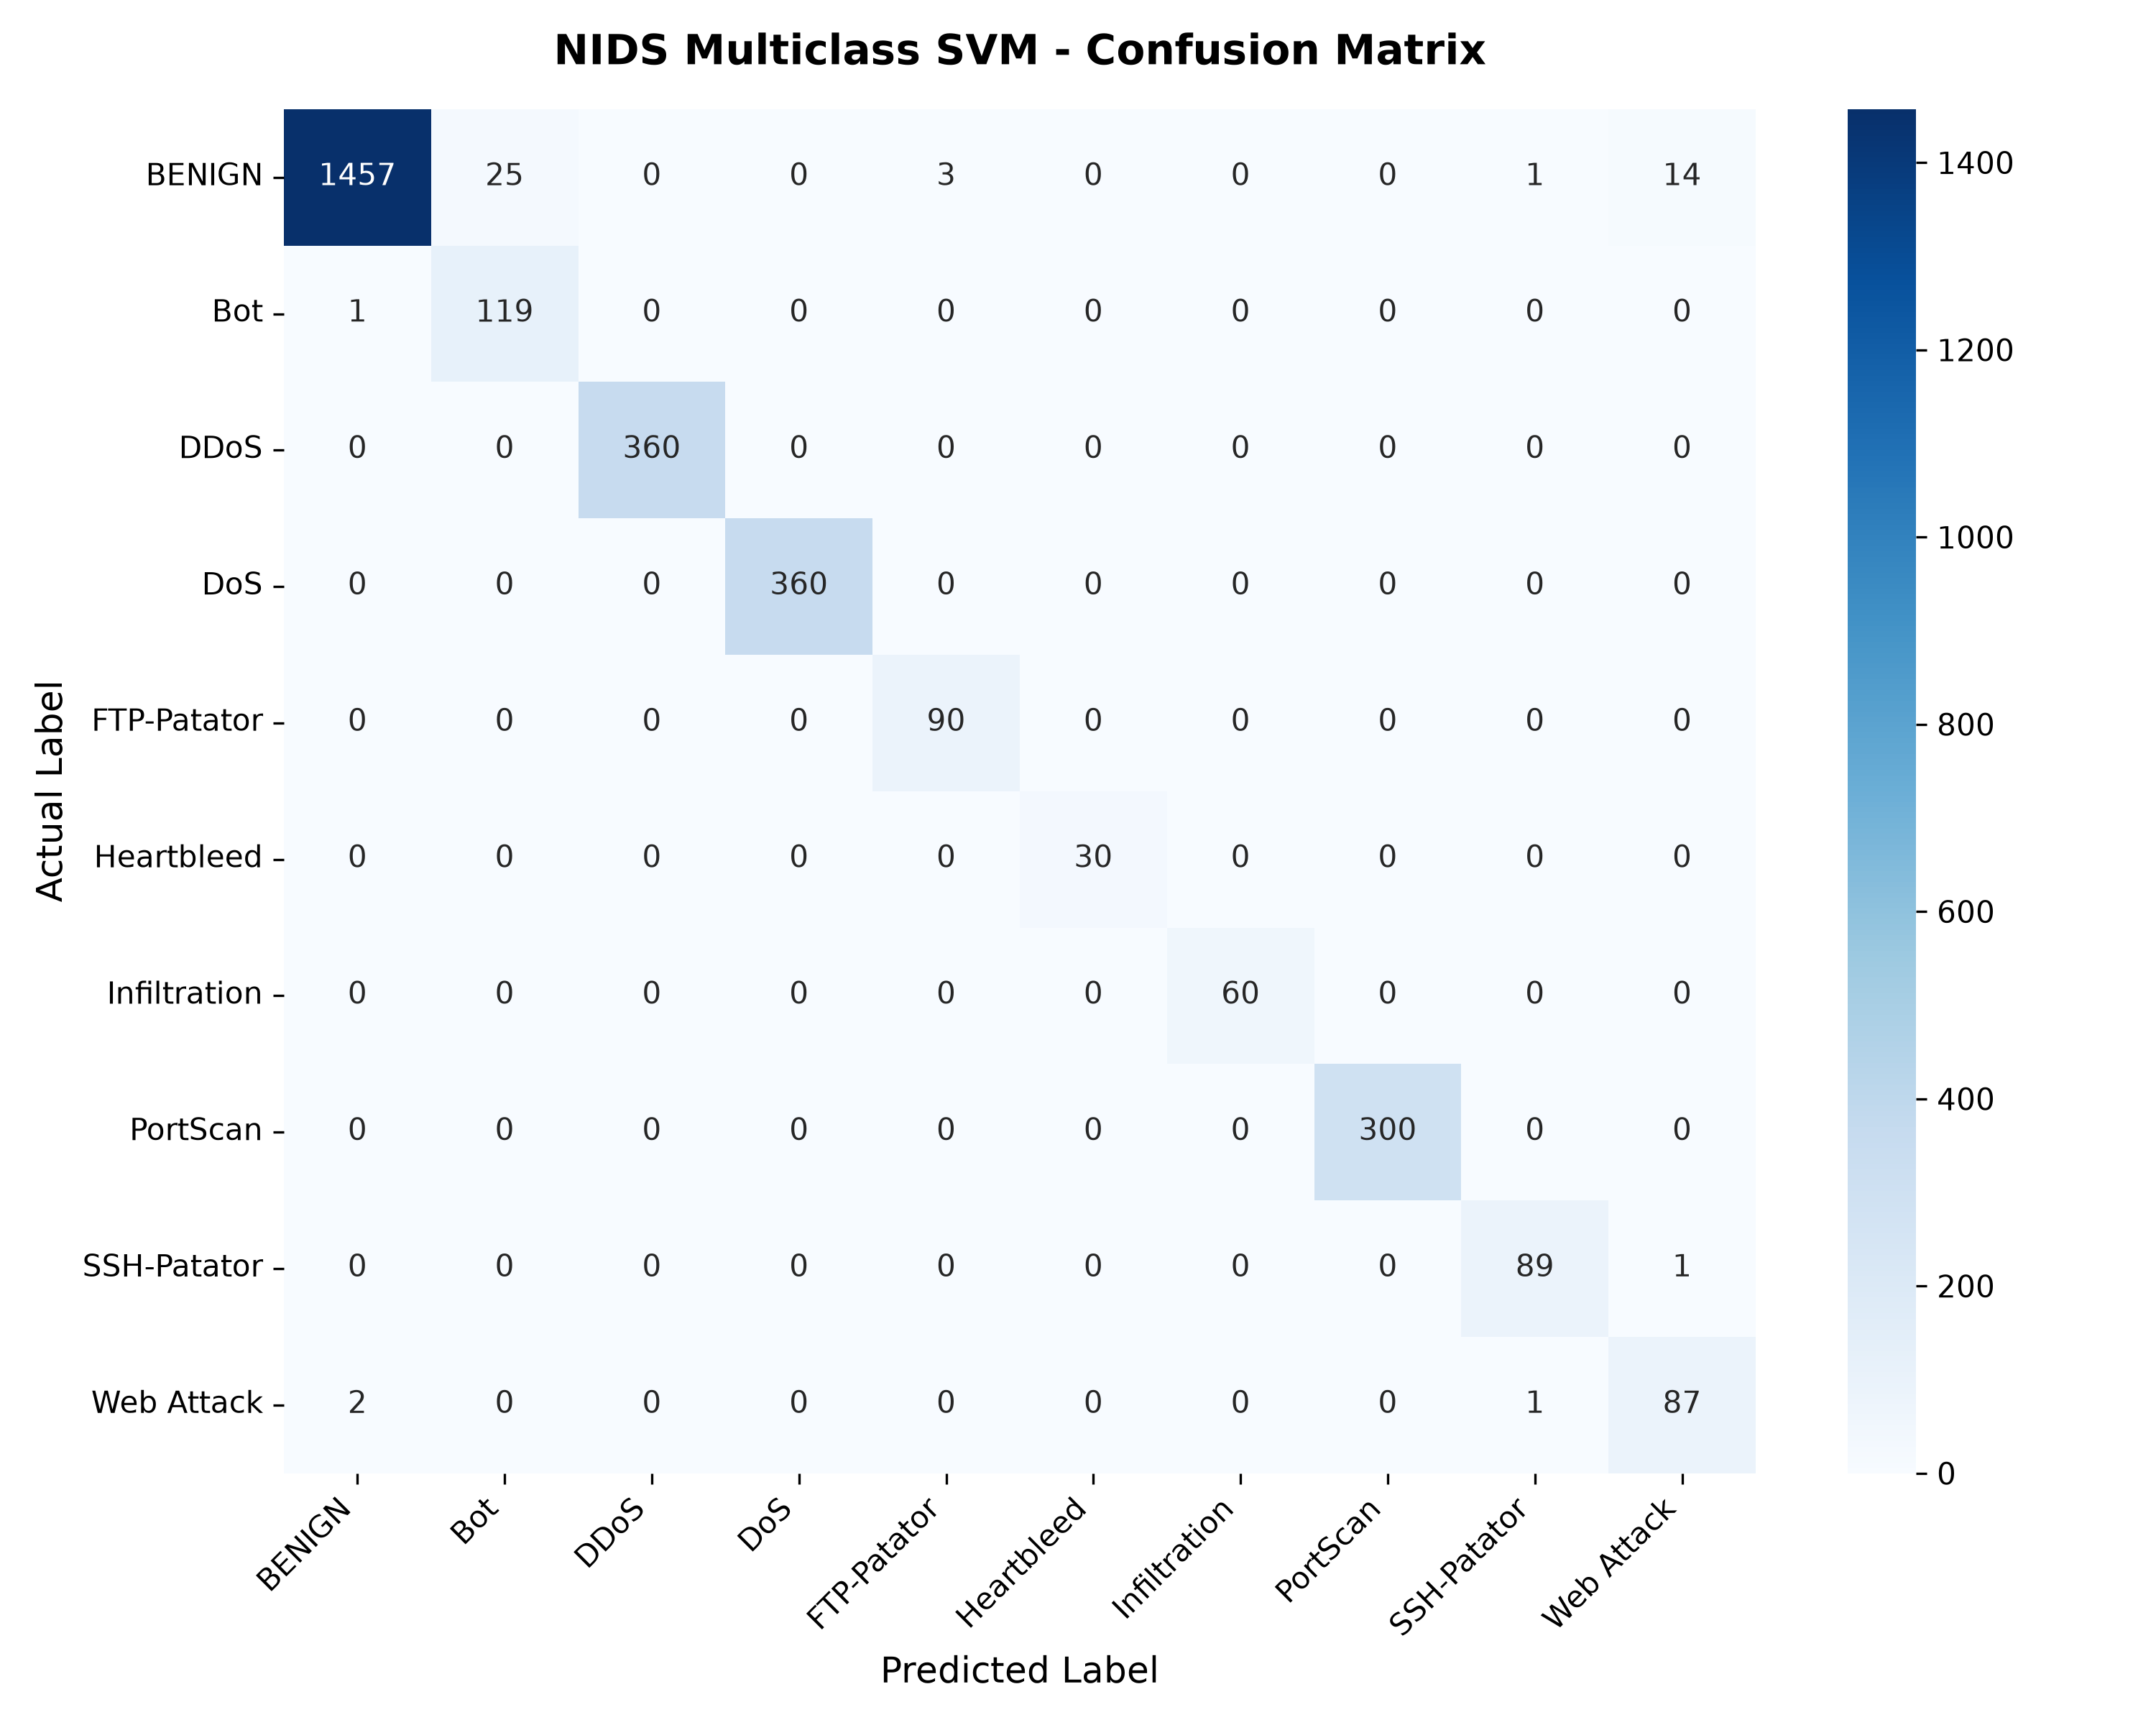 NIDS Multiclass SVM - Confusion Matrix
BENIGN 1457 25 0 0 3 0 0 0 1 14
Bot 1 119 0 0 0 0 0 0 0 0
DDoS 0 0 360 0 0 0 0 0 0 0
DoS 0 0 0 360 0 0 0 0 0 0
FTP-Patator 0 0 0 0 90 0 0 0 0 0
Heartbleed 0 0 0 0 0 30 0 0 0 0
Infiltration 0 0 0 0 0 0 60 0 0 0
PortScan 0 0 0 0 0 0 0 300 0 0
SSH-Patator 0 0 0 0 0 0 0 0 89 1
Web Attack 2 0 0 0 0 0 0 0 1 87
Actual Label
BENIGN Bot DDoS DoS FTP-Patator Heartbleed Infiltration PortScan SSH-Patator Web Attack
Predicted Label
1400
1200
1000
800
600
400
200
0